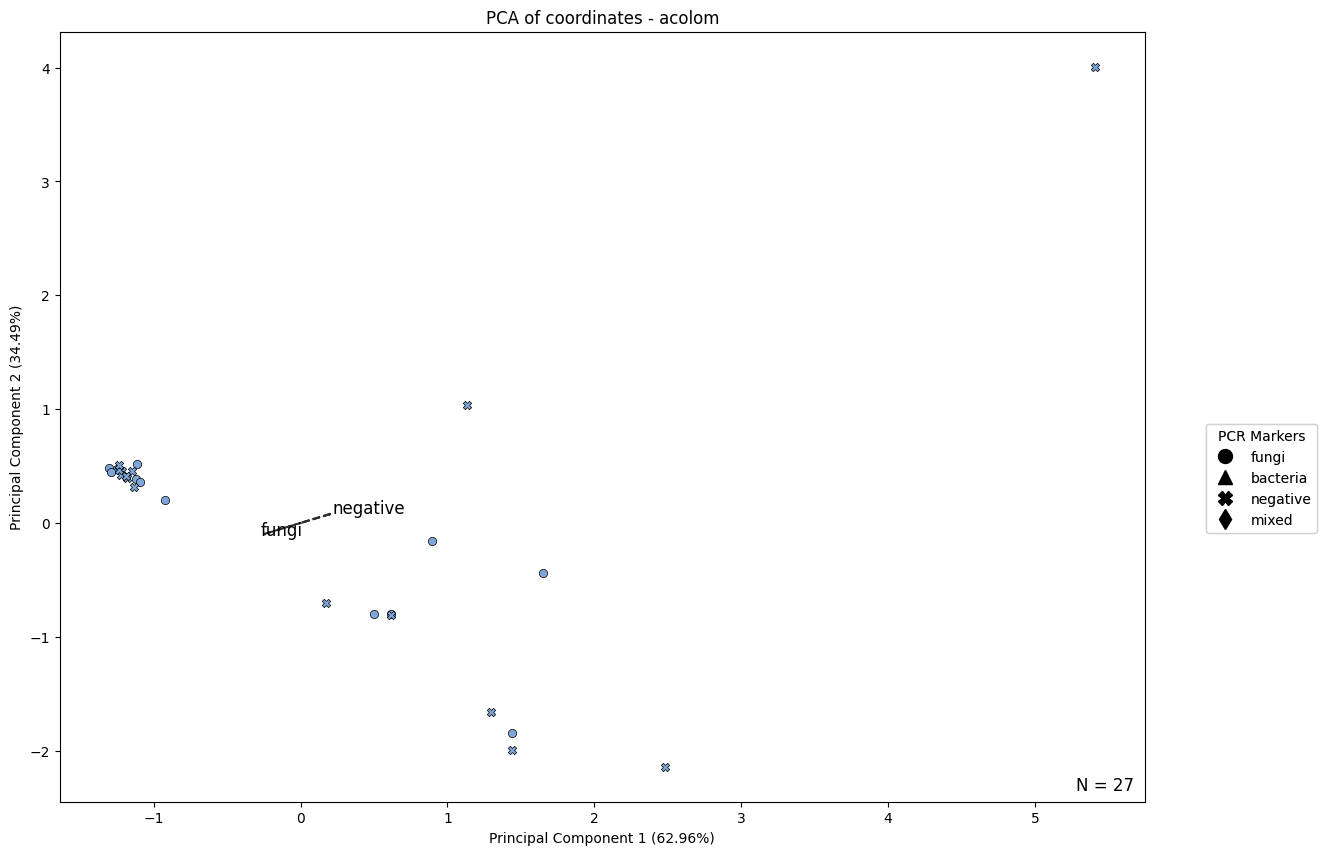 PCA of coordinates - acolom
Principal Component 2 (34.49%)
4
3
2
1
0
−1
−2
negative
fungi
N = 27
−1
0
1
2
3
4
5
Principal Component 1 (62.96%)
PCR Markers
fungi
bacteria
negative
mixed